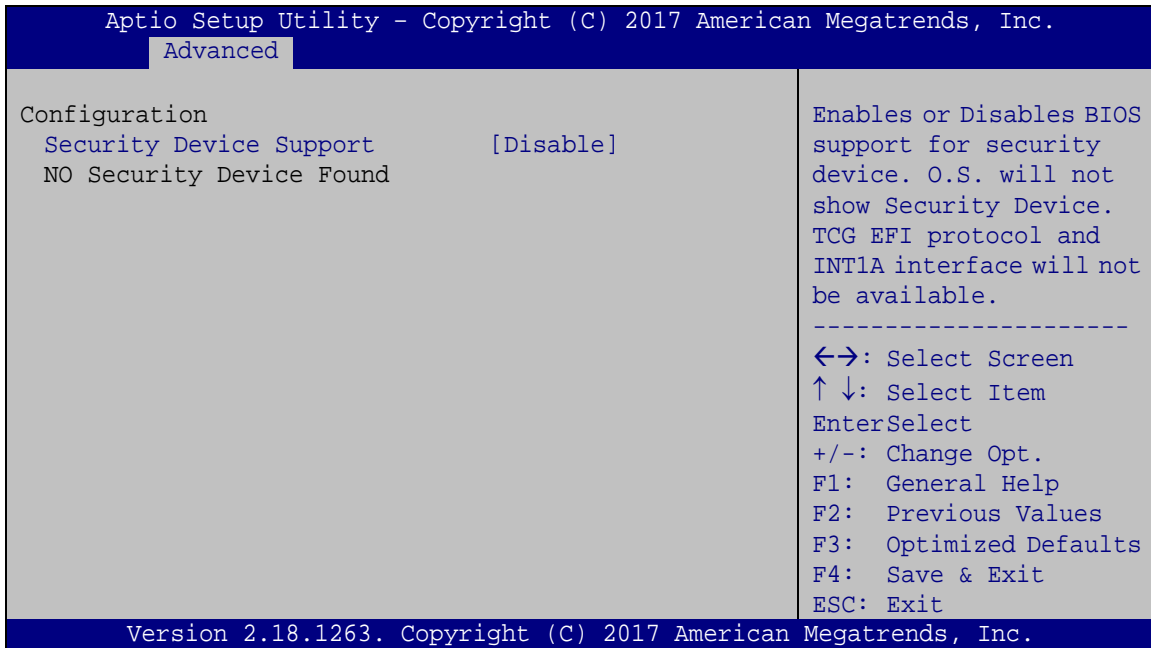 Aptio Setup Utility – Copyright (C) 2017 American Megatrends, Inc.
Advanced
Configuration
Security Device Support [Disable]
NO Security Device Found
Enables or Disables BIOS
support for security
device. O.S. will not
show Security Device.
TCG EFI protocol and
INT1A interface will not
be available.
----------------------
←→: Select Screen
↑ ↓: Select Item
EnterSelect
+/-: Change Opt.
F1: General Help
F2: Previous Values
F3: Optimized Defaults
F4: Save & Exit
ESC: Exit
Version 2.18.1263. Copyright (C) 2017 American Megatrends, Inc.